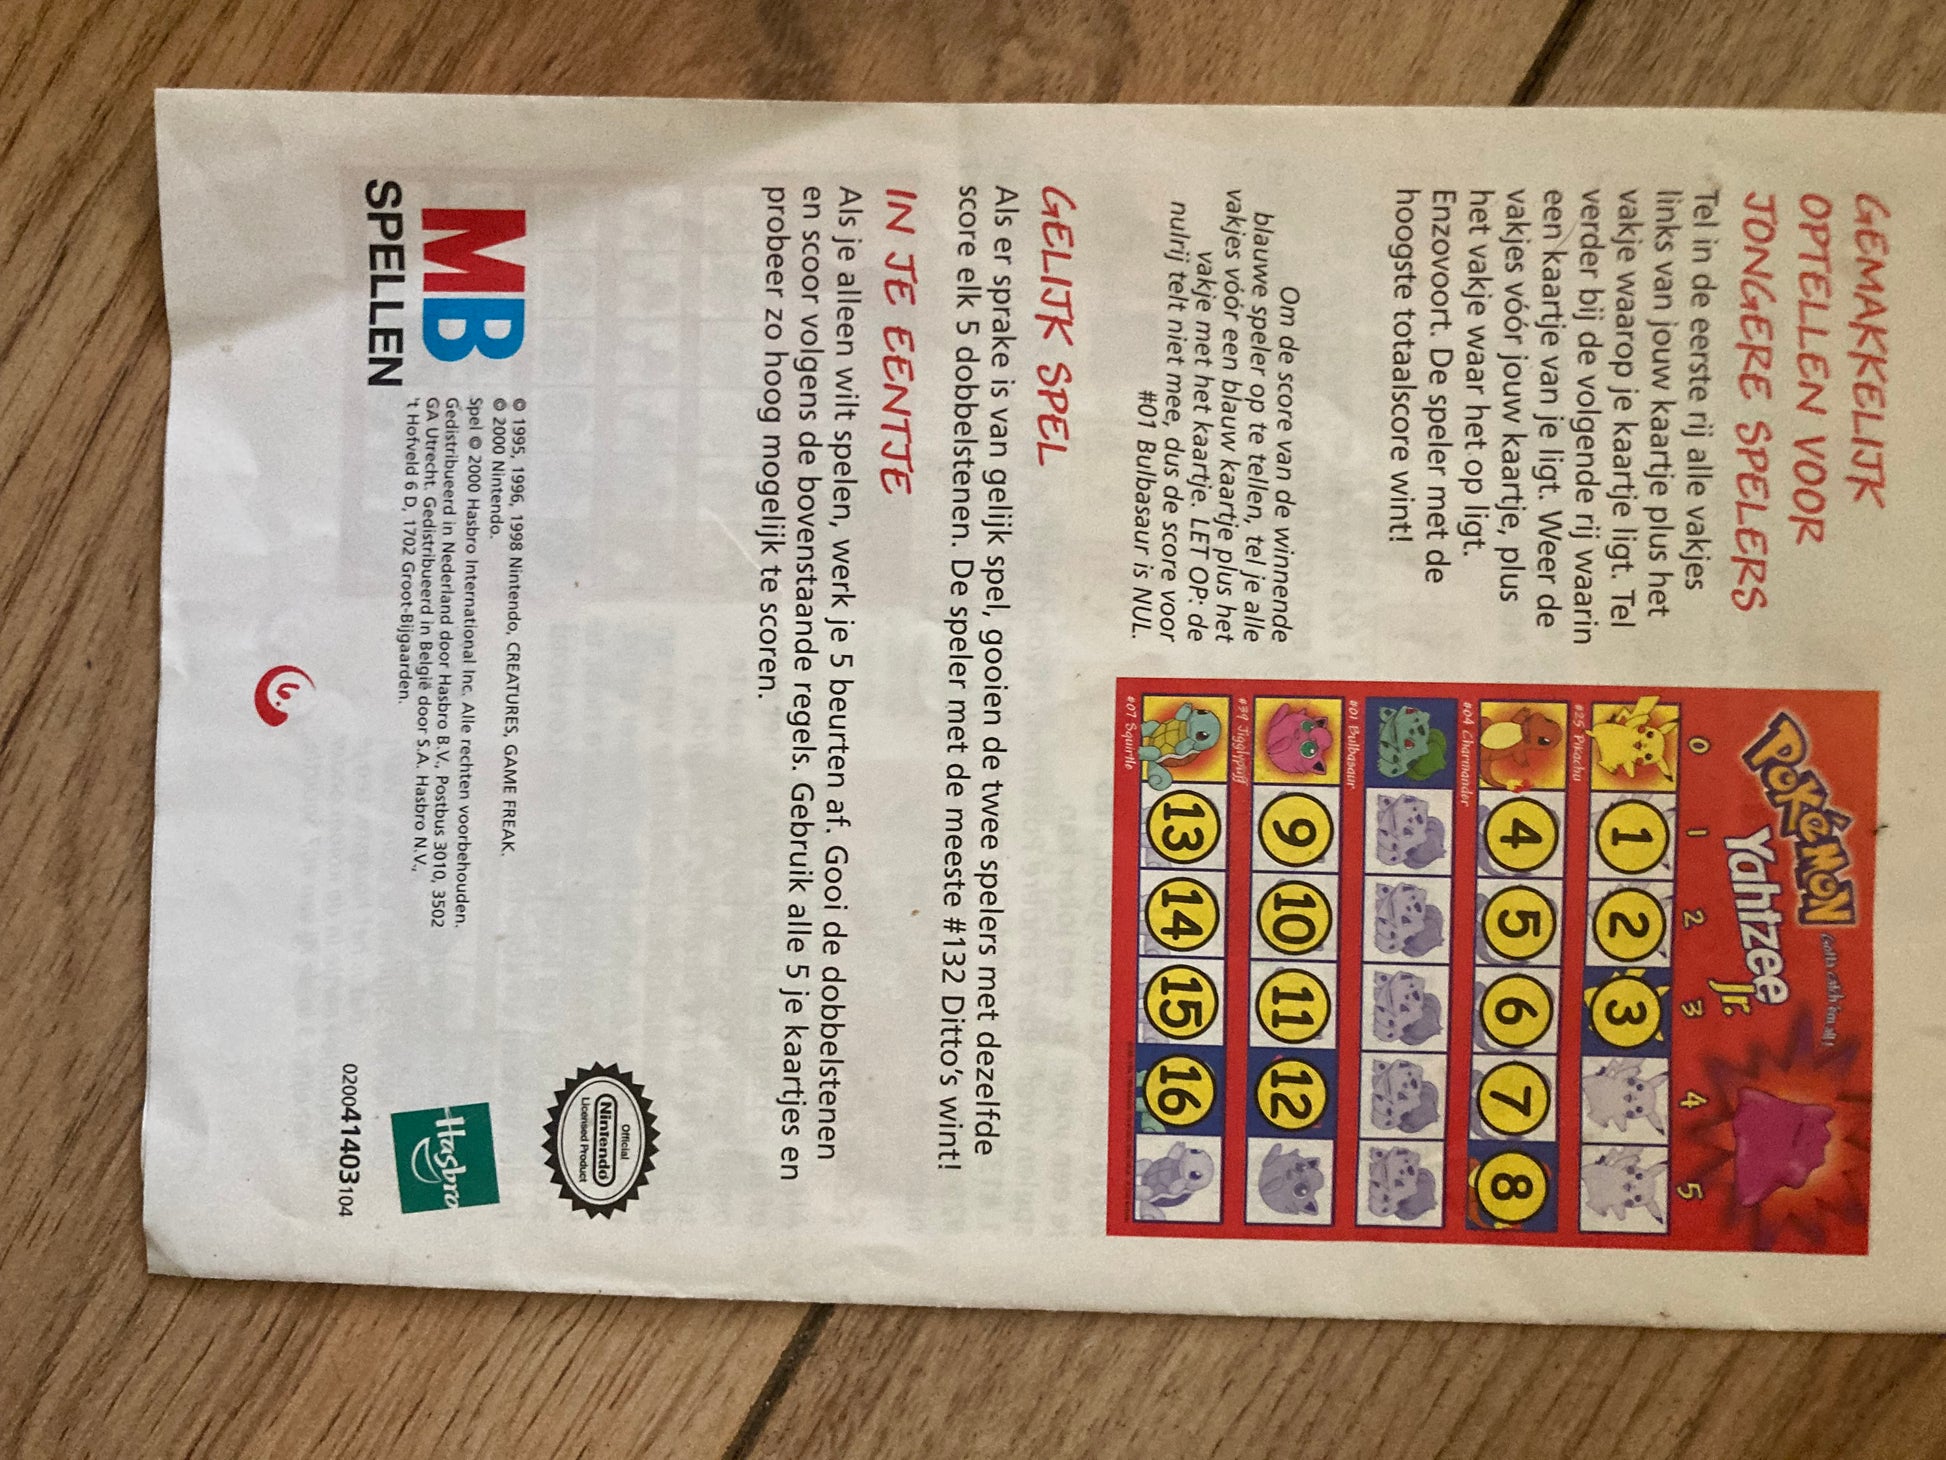 GEMAKKELIJK
OPTELLEN VOOR
JONGERE SPELERS
Tel in de eerste rij alle vakjes
links van jouw kaartje plus het
vakje waarop je kaartje ligt. Tel
verder bij de volgende rij waarin
een kaartje van je ligt. Weer de
vakjes vóór jouw kaartje, plus
het vakje waar het op ligt.
Enzovoort. De speler met de
hoogste totaalscore wint!
Om de score van de winnende
blauwe speler op te tellen, tel je alle
vakjes vóór een blauw kaartje plus het
vakje met het kaartje. LET OP: de
nulrij telt niet mee, dus de score voor
#01 Bulbasaur is NUL.
POKéMON
Gotta catch 'em all!
Yahtzee
Jr.
0 1 2 3 4 5
1 2 3
#25 Pikachu
4 5 6 7 8
#04 Charmander
#01 Bulbasaur
9 10 11 12
#39 Jigglypuff
13 14 15 16
#07 Squirtle
GELIJK SPEL
Als er sprake is van gelijk spel, gooien de twee spelers met dezelfde
score elk 5 dobbelstenen. De speler met de meeste #132 Ditto's wint!
IN JE EENTJE
Als je alleen wilt spelen, werk je 5 beurten af. Gooi de dobbelstenen
en scoor volgens de bovenstaande regels. Gebruik alle 5 je kaartjes en
probeer zo hoog mogelijk te scoren.
MB
SPELLEN
© 1995, 1996, 1998 Nintendo, CREATURES, GAME FREAK.
© 2000 Nintendo.
Spel © 2000 Hasbro International Inc. Alle rechten voorbehouden.
Gedistribueerd in Nederland door Hasbro B.V., Postbus 3010, 3502
GA Utrecht. Gedistribueerd in België door S.A. Hasbro N.V.,
't Hofveld 6 D, 1702 Groot-Bijgaarden.
Official
Nintendo
Licensed Product
Hasbro
020041403104
6.